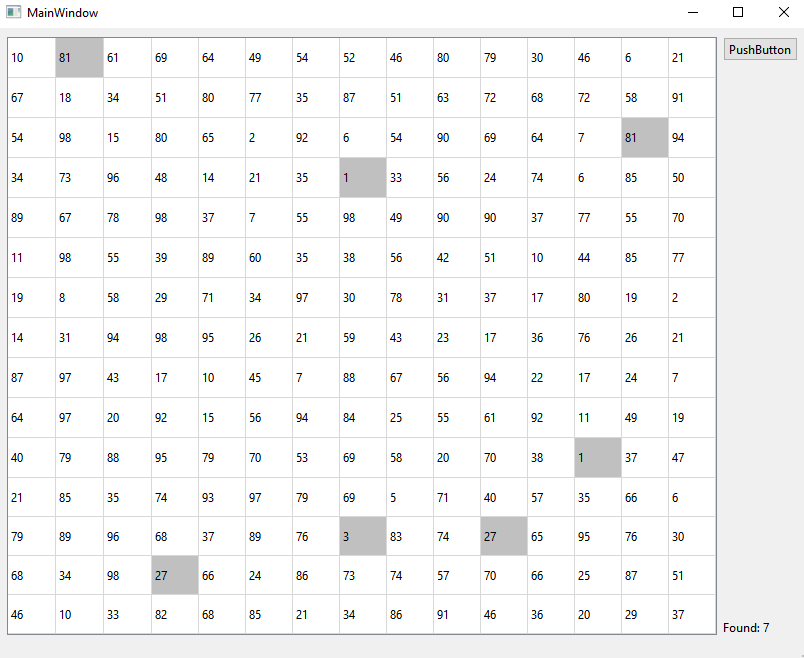 MainWindow
10 81 61 69 64 49 54 52 46 80 79 30 46 6 21
PushButton
67 18 34 51 80 77 35 87 51 63 72 68 72 58 91
54 98 15 80 65 2 92 6 54 90 69 64 7 81 94
34 73 96 48 14 21 35 1 33 56 24 74 6 85 50
89 67 78 98 37 7 55 98 49 90 90 37 77 55 70
11 98 55 39 89 60 35 38 56 42 51 10 44 85 77
19 8 58 29 71 34 97 30 78 31 37 17 80 19 2
14 31 94 98 95 26 21 59 43 23 17 36 76 26 21
87 97 43 17 10 45 7 88 67 56 94 22 17 24 7
64 97 20 92 15 56 94 84 25 55 61 92 11 49 19
40 79 88 95 79 70 53 69 58 20 70 38 1 37 47
21 85 35 74 93 97 79 69 5 71 40 57 35 66 6
79 89 96 68 37 89 76 3 83 74 27 65 95 76 30
68 34 98 27 66 24 86 73 74 57 70 66 25 87 51
46 10 33 82 68 85 21 34 86 91 46 36 20 29 37
Found: 7